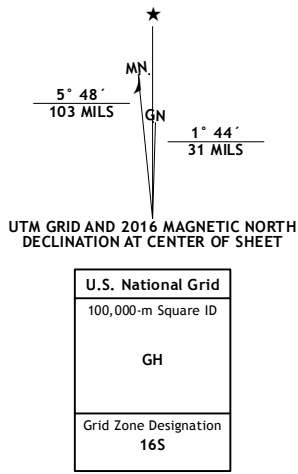 ★
MN.
5° 48´
103 MILS
GN
1° 44´
31 MILS
UTM GRID AND 2016 MAGNETIC NORTH
DECLINATION AT CENTER OF SHEET
U.S. National Grid
100,000-m Square ID
GH
Grid Zone Designation
16S